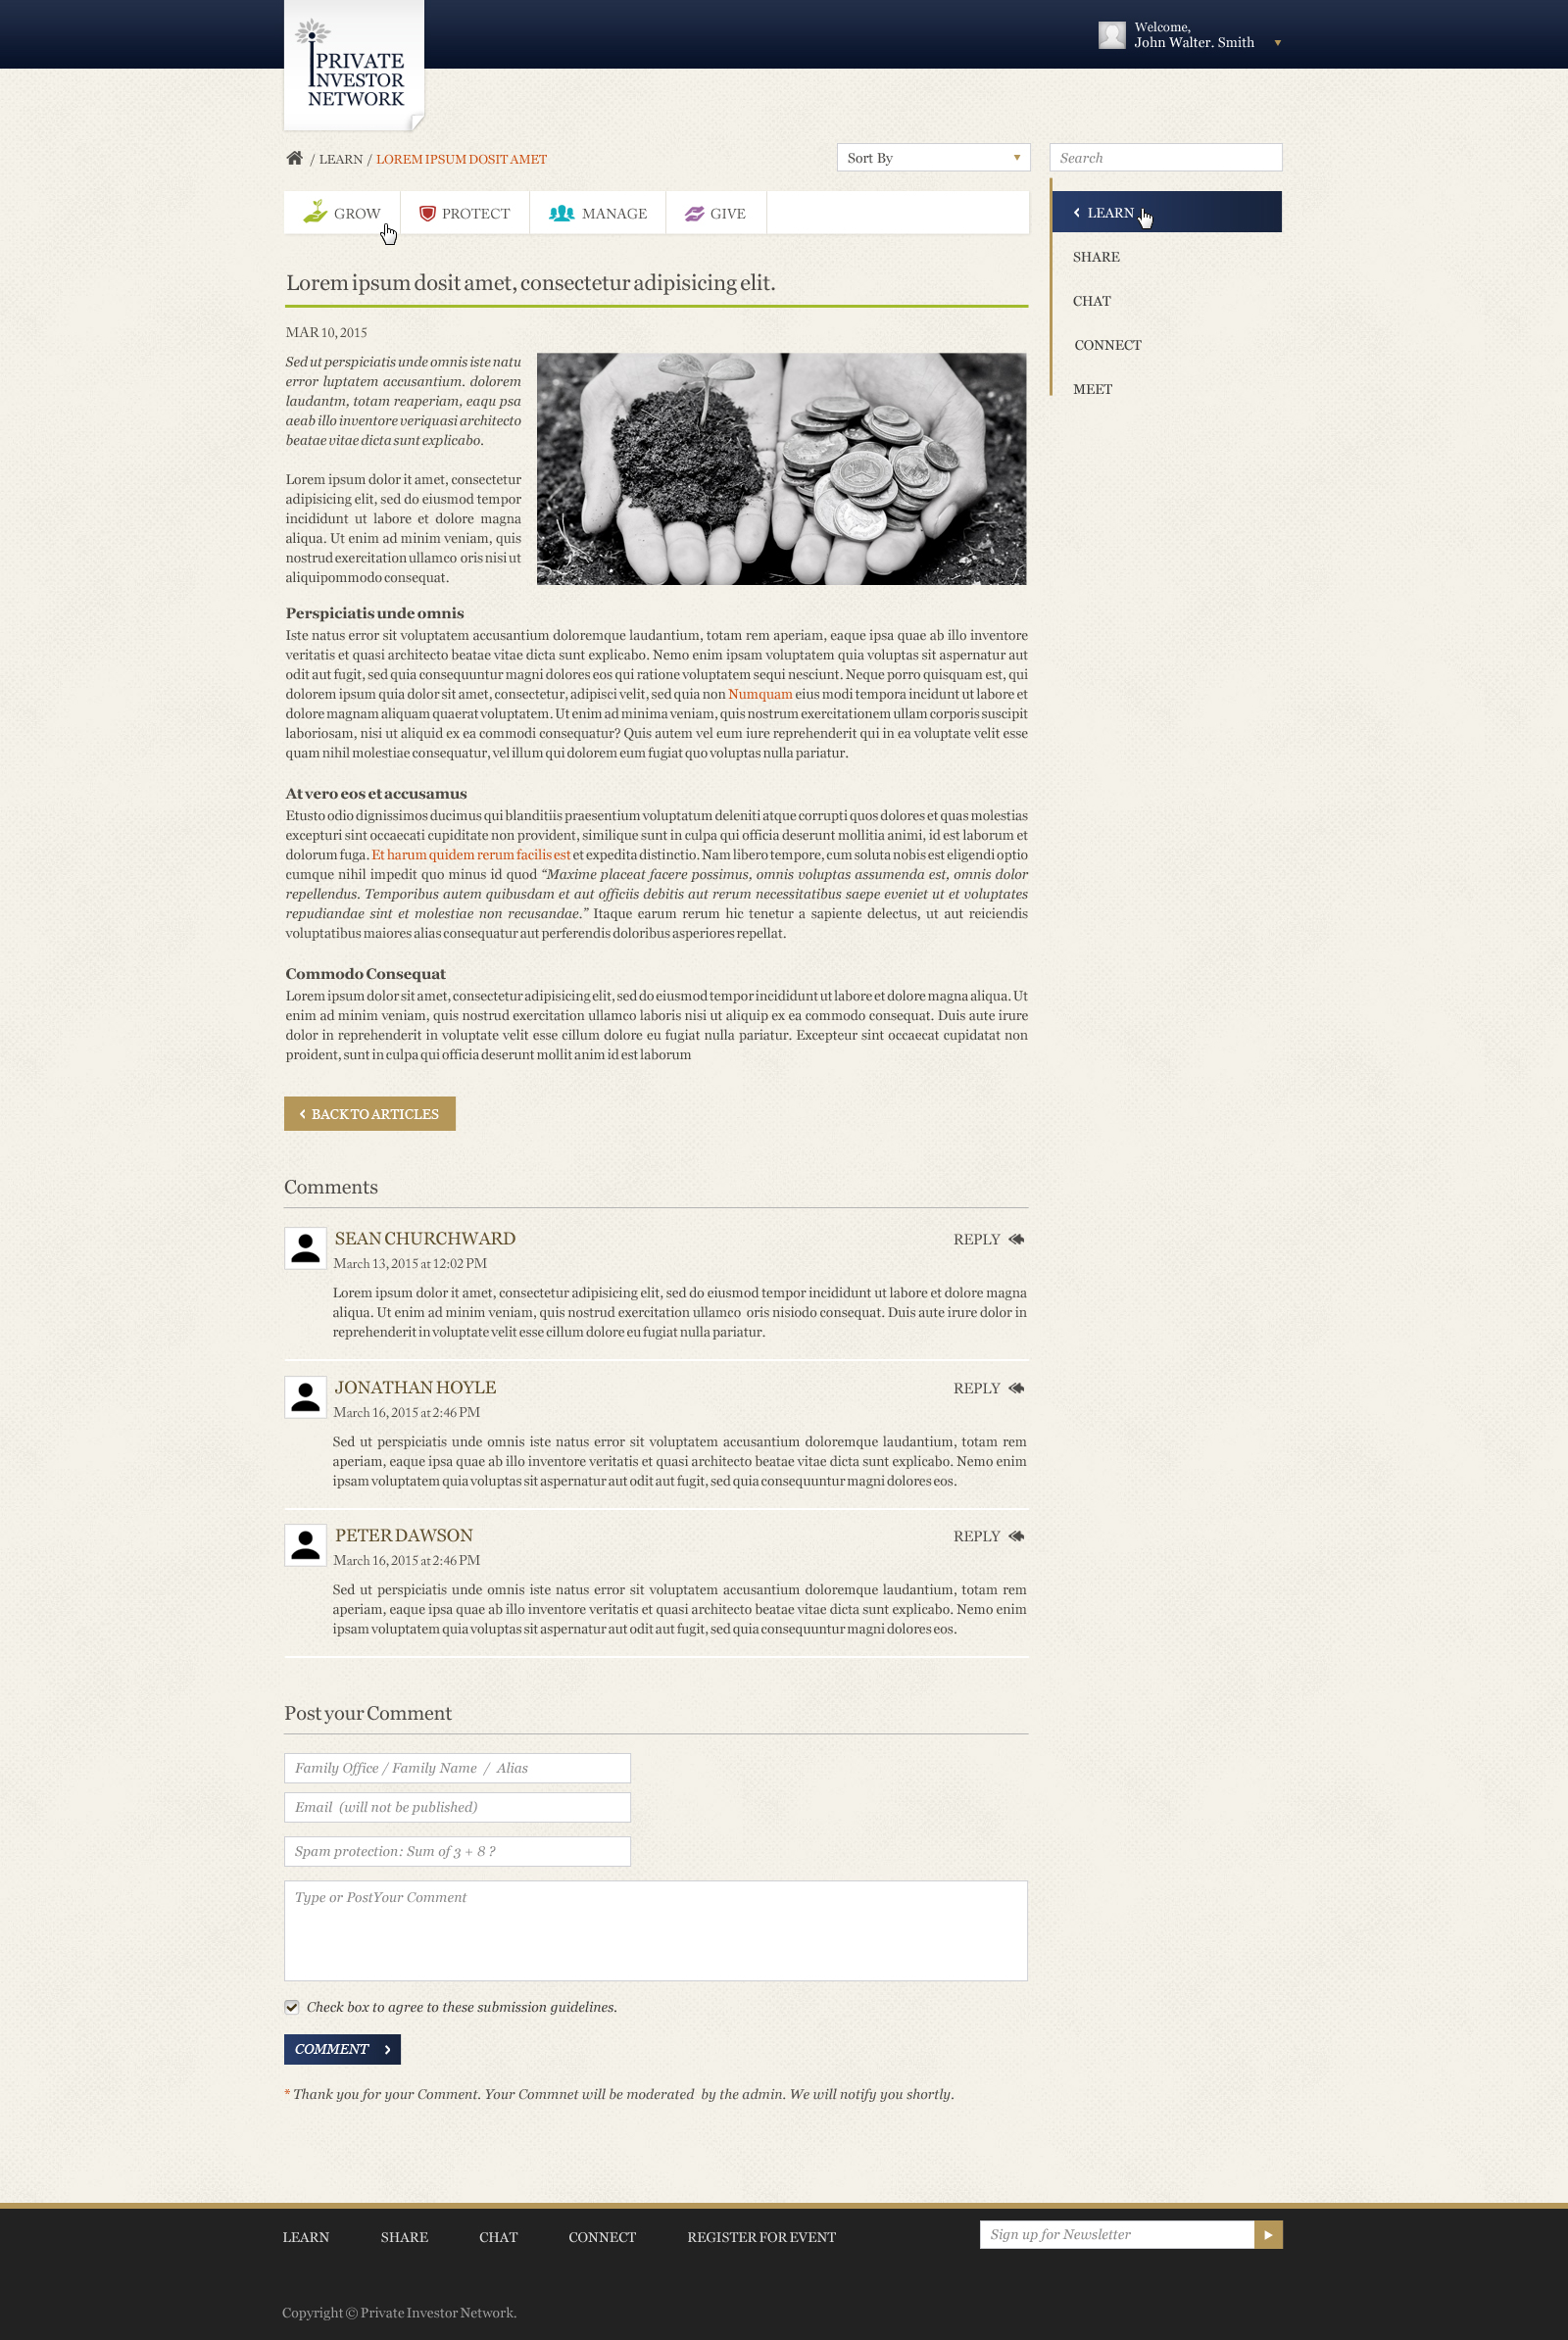 PRIVATE
INVESTOR
NETWORK
Welcome,
John Walter. Smith
/ LEARN / LOREM IPSUM DOSIT AMET
Sort By
Search
GROW
PROTECT
MANAGE
GIVE
LEARN
SHARE
CHAT
CONNECT
MEET
Lorem ipsum dosit amet, consectetur adipisicing elit.
MAR 10, 2015
Sed ut perspiciatis unde omnis iste natu
error luptatem accusantium. dolorem
laudantm, totam reaperiam, eaqu psa
aeab illo inventore veriquasi architecto
beatae vitae dicta sunt explicabo.
Lorem ipsum dolor it amet, consectetur
adipisicing elit, sed do eiusmod tempor
incididunt ut labore et dolore magna
aliqua. Ut enim ad minim veniam, quis
nostrud exercitation ullamco oris nisi ut
aliquipommodo consequat.
Perspiciatis unde omnis
Iste natus error sit voluptatem accusantium doloremque laudantium, totam rem aperiam, eaque ipsa quae ab illo inventore
veritatis et quasi architecto beatae vitae dicta sunt explicabo. Nemo enim ipsam voluptatem quia voluptas sit aspernatur aut
odit aut fugit, sed quia consequuntur magni dolores eos qui ratione voluptatem sequi nesciunt. Neque porro quisquam est, qui
dolorem ipsum quia dolor sit amet, consectetur, adipisci velit, sed quia non Numquam eius modi tempora incidunt ut labore et
dolore magnam aliquam quaerat voluptatem. Ut enim ad minima veniam, quis nostrum exercitationem ullam corporis suscipit
laboriosam, nisi ut aliquid ex ea commodi consequatur? Quis autem vel eum iure reprehenderit qui in ea voluptate velit esse
quam nihil molestiae consequatur, vel illum qui dolorem eum fugiat quo voluptas nulla pariatur.
At vero eos et accusamus
Etusto odio dignissimos ducimus qui blanditiis praesentium voluptatum deleniti atque corrupti quos dolores et quas molestias
excepturi sint occaecati cupiditate non provident, similique sunt in culpa qui officia deserunt mollitia animi, id est laborum et
dolorum fuga. Et harum quidem rerum facilis est et expedita distinctio. Nam libero tempore, cum soluta nobis est eligendi optio
cumque nihil impedit quo minus id quod “Maxime placeat facere possimus, omnis voluptas assumenda est, omnis dolor
repellendus. Temporibus autem quibusdam et aut officiis debitis aut rerum necessitatibus saepe eveniet ut et voluptates
repudiandae sint et molestiae non recusandae.” Itaque earum rerum hic tenetur a sapiente delectus, ut aut reiciendis
voluptatibus maiores alias consequatur aut perferendis doloribus asperiores repellat.
Commodo Consequat
Lorem ipsum dolor sit amet, consectetur adipisicing elit, sed do eiusmod tempor incididunt ut labore et dolore magna aliqua. Ut
enim ad minim veniam, quis nostrud exercitation ullamco laboris nisi ut aliquip ex ea commodo consequat. Duis aute irure
dolor in reprehenderit in voluptate velit esse cillum dolore eu fugiat nulla pariatur. Excepteur sint occaecat cupidatat non
proident, sunt in culpa qui officia deserunt mollit anim id est laborum
BACK TO ARTICLES
Comments
SEAN CHURCHWARD
REPLY
March 13, 2015 at 12:02 PM
Lorem ipsum dolor it amet, consectetur adipisicing elit, sed do eiusmod tempor incididunt ut labore et dolore magna
aliqua. Ut enim ad minim veniam, quis nostrud exercitation ullamco oris nisiodo consequat. Duis aute irure dolor in
reprehenderit in voluptate velit esse cillum dolore eu fugiat nulla pariatur.
JONATHAN HOYLE
REPLY
March 16, 2015 at 2:46 PM
Sed ut perspiciatis unde omnis iste natus error sit voluptatem accusantium doloremque laudantium, totam rem
aperiam, eaque ipsa quae ab illo inventore veritatis et quasi architecto beatae vitae dicta sunt explicabo. Nemo enim
ipsam voluptatem quia voluptas sit aspernatur aut odit aut fugit, sed quia consequuntur magni dolores eos.
PETER DAWSON
REPLY
March 16, 2015 at 2:46 PM
Sed ut perspiciatis unde omnis iste natus error sit voluptatem accusantium doloremque laudantium, totam rem
aperiam, eaque ipsa quae ab illo inventore veritatis et quasi architecto beatae vitae dicta sunt explicabo. Nemo enim
ipsam voluptatem quia voluptas sit aspernatur aut odit aut fugit, sed quia consequuntur magni dolores eos.
Post your Comment
Family Office / Family Name / Alias
Email (will not be published)
Spam protection: Sum of 3 + 8 ?
Type or PostYour Comment
Check box to agree to these submission guidelines.
COMMENT
* Thank you for your Comment. Your Commnet will be moderated by the admin. We will notify you shortly.
LEARN
SHARE
CHAT
CONNECT
REGISTER FOR EVENT
Sign up for Newsletter
Copyright © Private Investor Network.